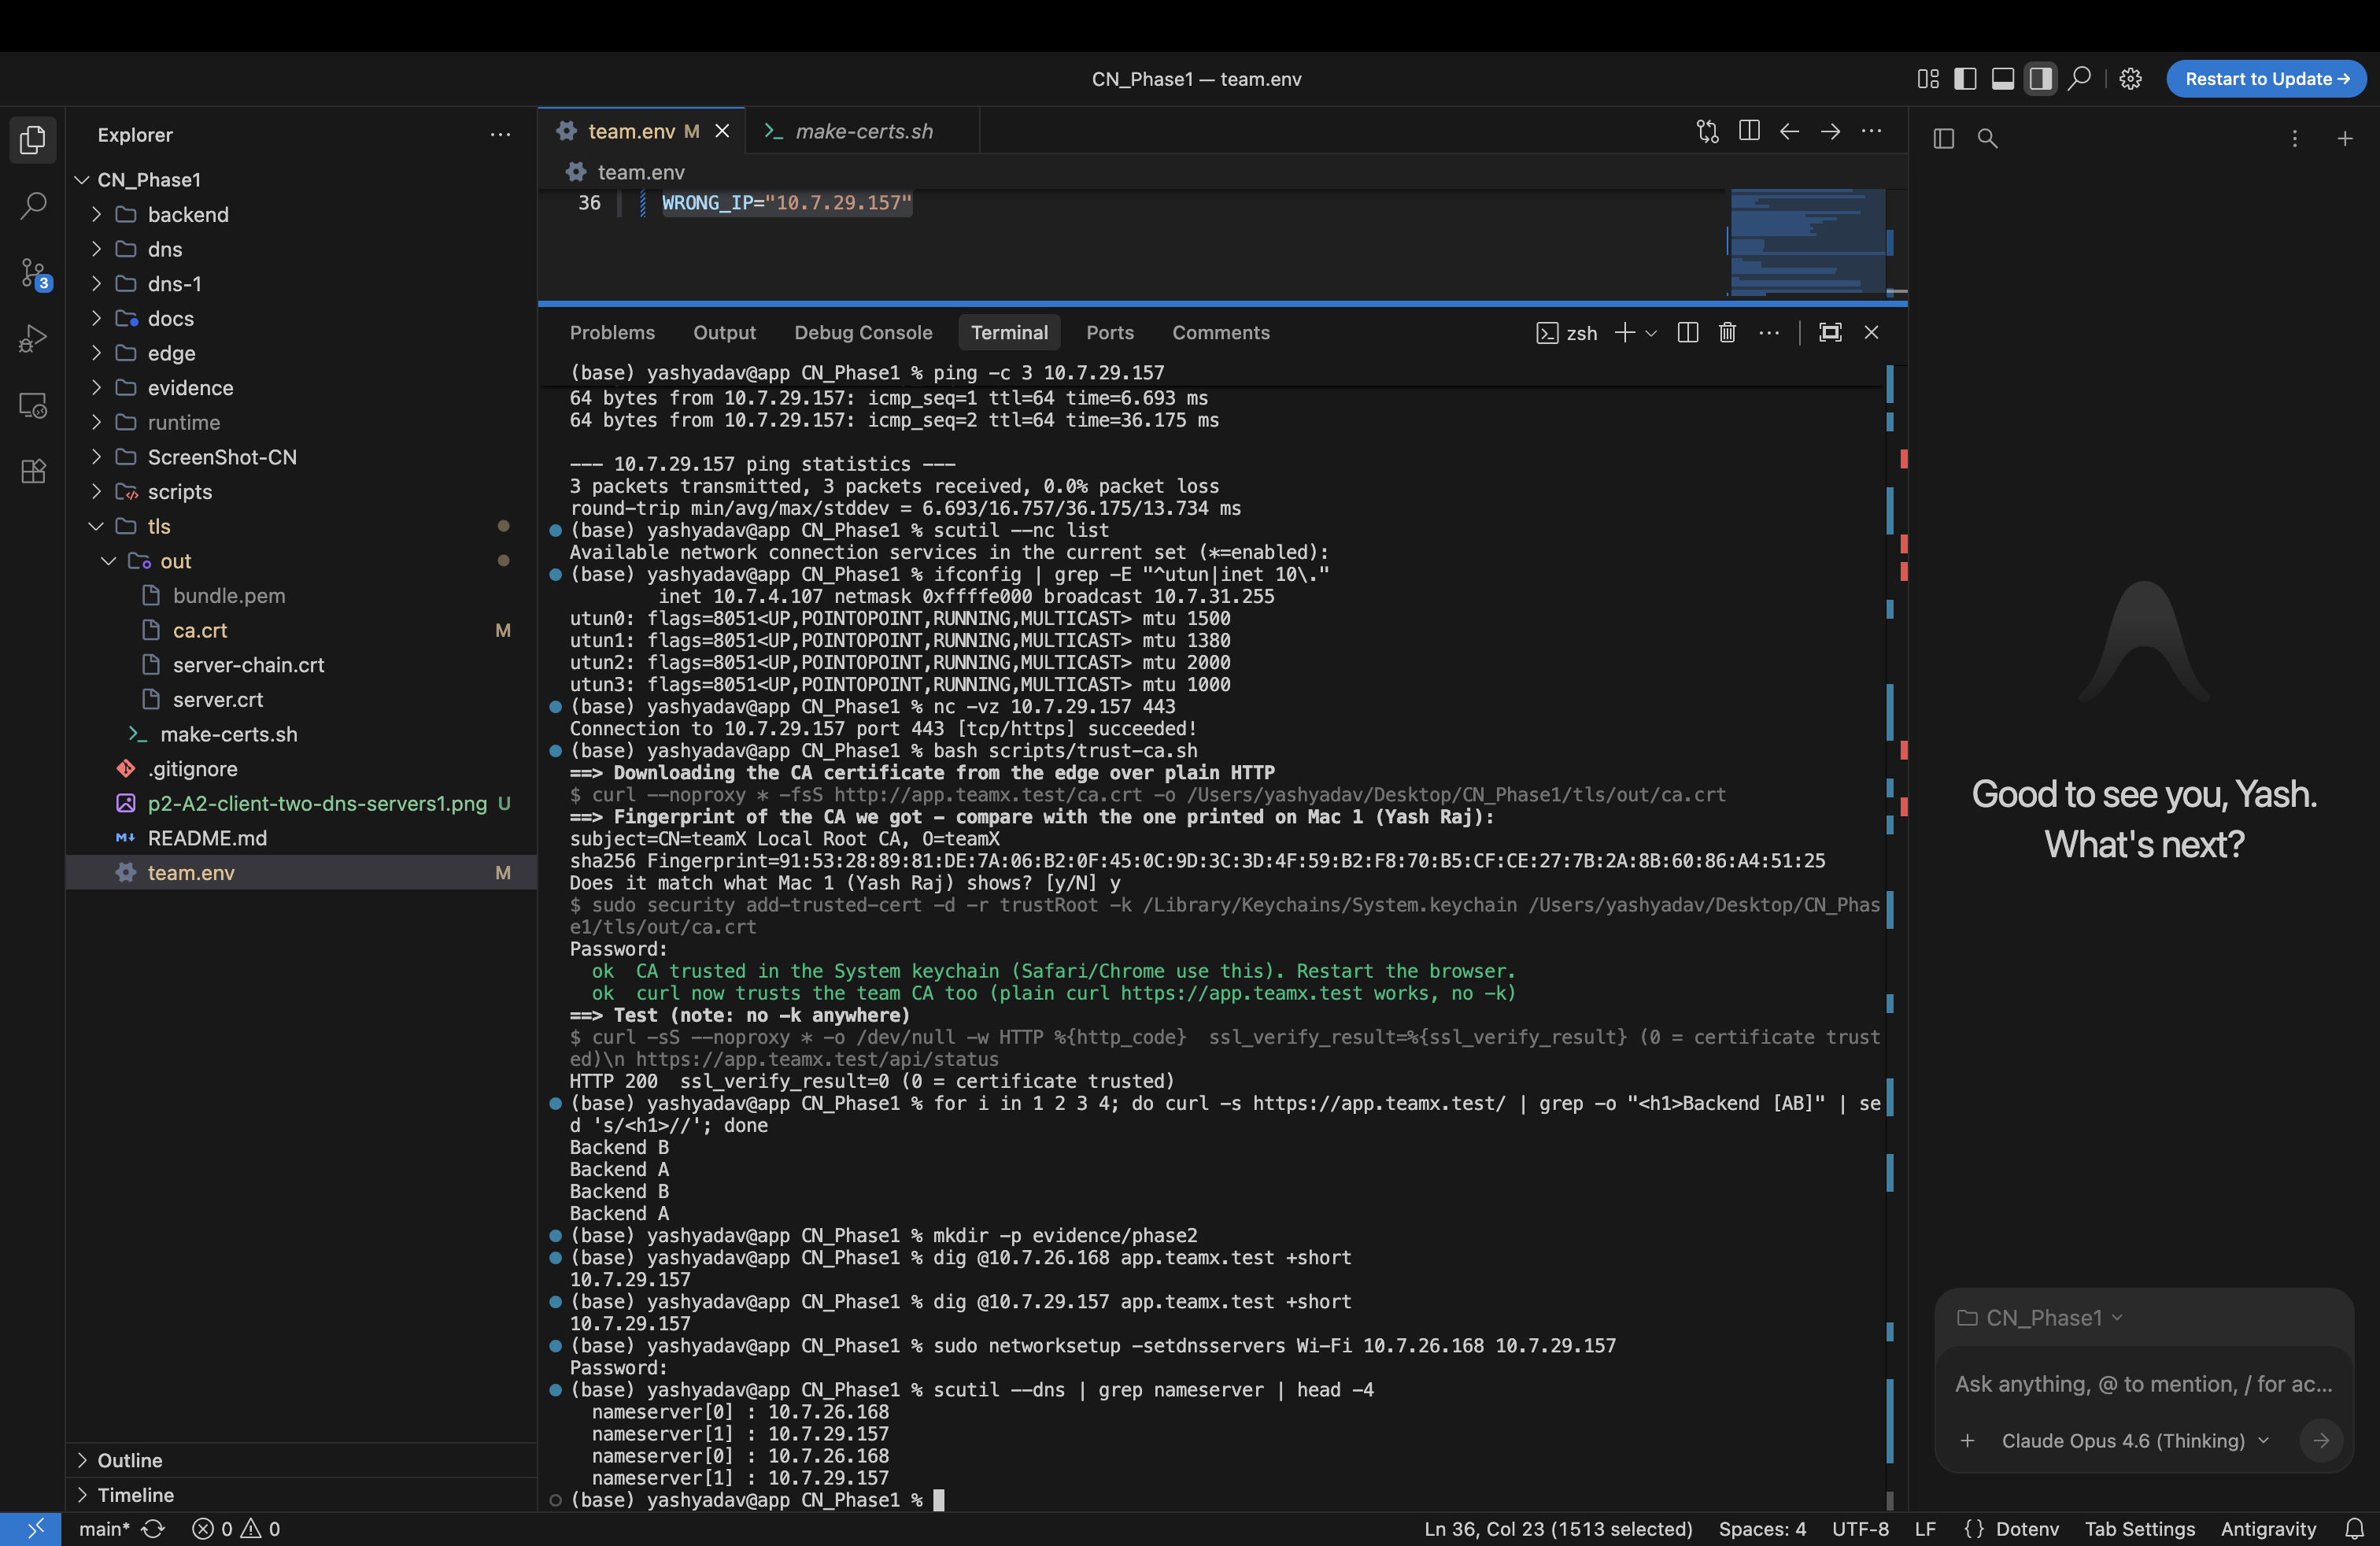 CN_Phase1 — team.env
Restart to Update →
Explorer
team.env M
make-certs.sh
team.env
CN_Phase1
backend
dns
dns-1
docs
edge
evidence
runtime
ScreenShot-CN
scripts
tls
out
bundle.pem
ca.crt M
server-chain.crt
server.crt
make-certs.sh
.gitignore
p2-A2-client-two-dns-servers1.png U
README.md
team.env M
Outline
Timeline
3
36 WRONG_IP="10.7.29.157"
Problems Output Debug Console Terminal Ports Comments
zsh
(base) yashyadav@app CN_Phase1 % ping -c 3 10.7.29.157
64 bytes from 10.7.29.157: icmp_seq=1 ttl=64 time=6.693 ms
64 bytes from 10.7.29.157: icmp_seq=2 ttl=64 time=36.175 ms
--- 10.7.29.157 ping statistics ---
3 packets transmitted, 3 packets received, 0.0% packet loss
round-trip min/avg/max/stddev = 6.693/16.757/36.175/13.734 ms
(base) yashyadav@app CN_Phase1 % scutil --nc list
Available network connection services in the current set (*=enabled):
(base) yashyadav@app CN_Phase1 % ifconfig | grep -E "^utun|inet 10\."
inet 10.7.4.107 netmask 0xffffe000 broadcast 10.7.31.255
utun0: flags=8051<UP,POINTOPOINT,RUNNING,MULTICAST> mtu 1500
utun1: flags=8051<UP,POINTOPOINT,RUNNING,MULTICAST> mtu 1380
utun2: flags=8051<UP,POINTOPOINT,RUNNING,MULTICAST> mtu 2000
utun3: flags=8051<UP,POINTOPOINT,RUNNING,MULTICAST> mtu 1000
(base) yashyadav@app CN_Phase1 % nc -vz 10.7.29.157 443
Connection to 10.7.29.157 port 443 [tcp/https] succeeded!
(base) yashyadav@app CN_Phase1 % bash scripts/trust-ca.sh
==> Downloading the CA certificate from the edge over plain HTTP
$ curl --noproxy * -fsS http://app.teamx.test/ca.crt -o /Users/yashyadav/Desktop/CN_Phase1/tls/out/ca.crt
==> Fingerprint of the CA we got - compare with the one printed on Mac 1 (Yash Raj):
subject=CN=teamX Local Root CA, O=teamX
sha256 Fingerprint=91:53:28:89:81:DE:7A:06:B2:0F:45:0C:9D:3C:3D:4F:59:B2:F8:70:B5:CF:CE:27:7B:2A:8B:60:86:A4:51:25
Does it match what Mac 1 (Yash Raj) shows? [y/N] y
$ sudo security add-trusted-cert -d -r trustRoot -k /Library/Keychains/System.keychain /Users/yashyadav/Desktop/CN_Phas
e1/tls/out/ca.crt
Password:
ok CA trusted in the System keychain (Safari/Chrome use this). Restart the browser.
ok curl now trusts the team CA too (plain curl https://app.teamx.test works, no -k)
==> Test (note: no -k anywhere)
$ curl -sS --noproxy * -o /dev/null -w HTTP %{http_code}  ssl_verify_result=%{ssl_verify_result} (0 = certificate trust
ed)\n https://app.teamx.test/api/status
HTTP 200  ssl_verify_result=0 (0 = certificate trusted)
(base) yashyadav@app CN_Phase1 % for i in 1 2 3 4; do curl -s https://app.teamx.test/ | grep -o "<h1>Backend [AB]" | se
d 's/<h1>//'; done
Backend B
Backend A
Backend B
Backend A
(base) yashyadav@app CN_Phase1 % mkdir -p evidence/phase2
(base) yashyadav@app CN_Phase1 % dig @10.7.26.168 app.teamx.test +short
10.7.29.157
(base) yashyadav@app CN_Phase1 % dig @10.7.29.157 app.teamx.test +short
10.7.29.157
(base) yashyadav@app CN_Phase1 % sudo networksetup -setdnsservers Wi-Fi 10.7.26.168 10.7.29.157
Password:
(base) yashyadav@app CN_Phase1 % scutil --dns | grep nameserver | head -4
nameserver[0] : 10.7.26.168
nameserver[1] : 10.7.29.157
nameserver[0] : 10.7.26.168
nameserver[1] : 10.7.29.157
(base) yashyadav@app CN_Phase1 %
Good to see you, Yash.
What's next?
CN_Phase1
Ask anything, @ to mention, / for ac...
Claude Opus 4.6 (Thinking)
main* 0 0
Ln 36, Col 23 (1513 selected) Spaces: 4 UTF-8 LF {} Dotenv Tab Settings Antigravity